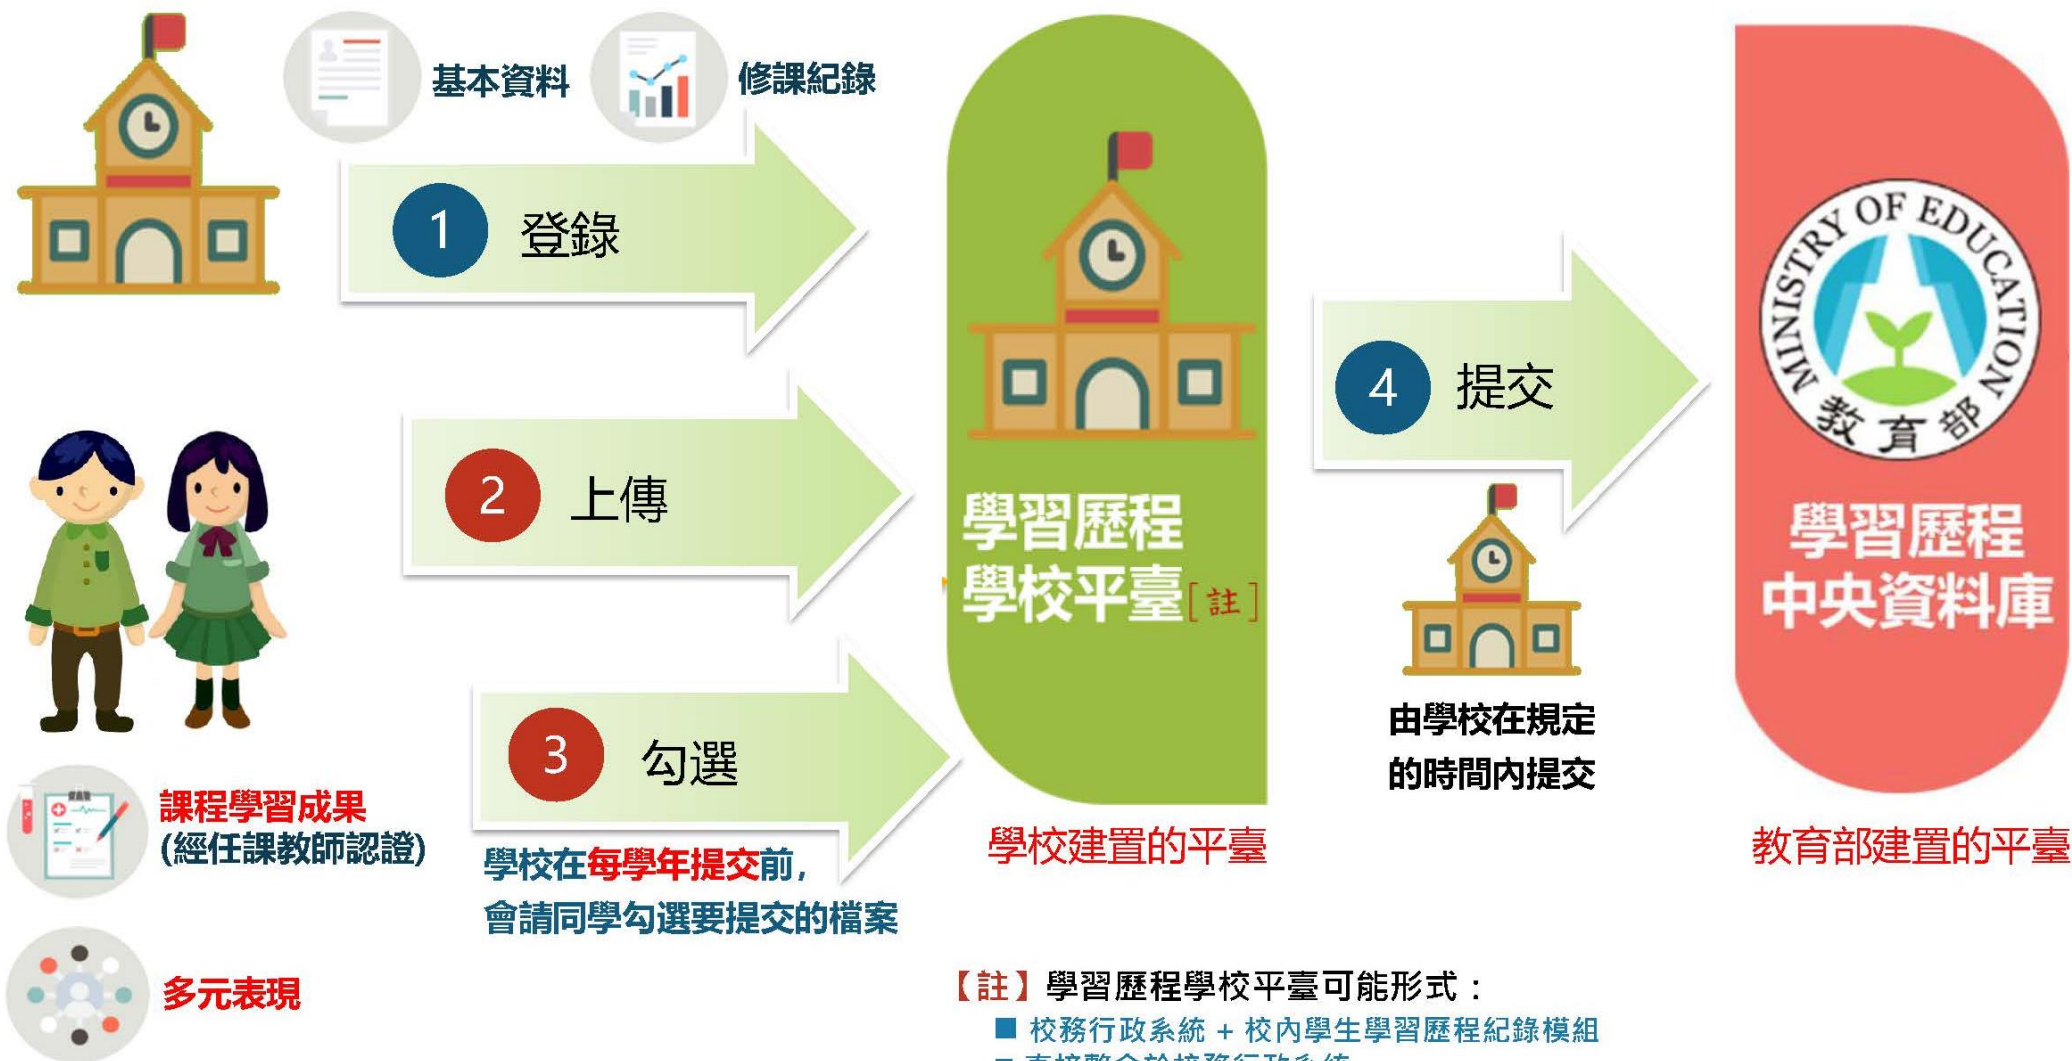 基本資料
修課紀錄
1 登錄
2 上傳
3 勾選
課程學習成果
(經任課教師認證)
多元表現
學校在每學年提交前，
會請同學勾選要提交的檔案
學習歷程
學校平臺[註]
學校建置的平臺
4 提交
由學校在規定
的時間內提交
MINISTRY OF EDUCATION
教育部
學習歷程
中央資料庫
教育部建置的平臺
【註】學習歷程學校平臺可能形式：
■ 校務行政系統 + 校內學生學習歷程紀錄模組